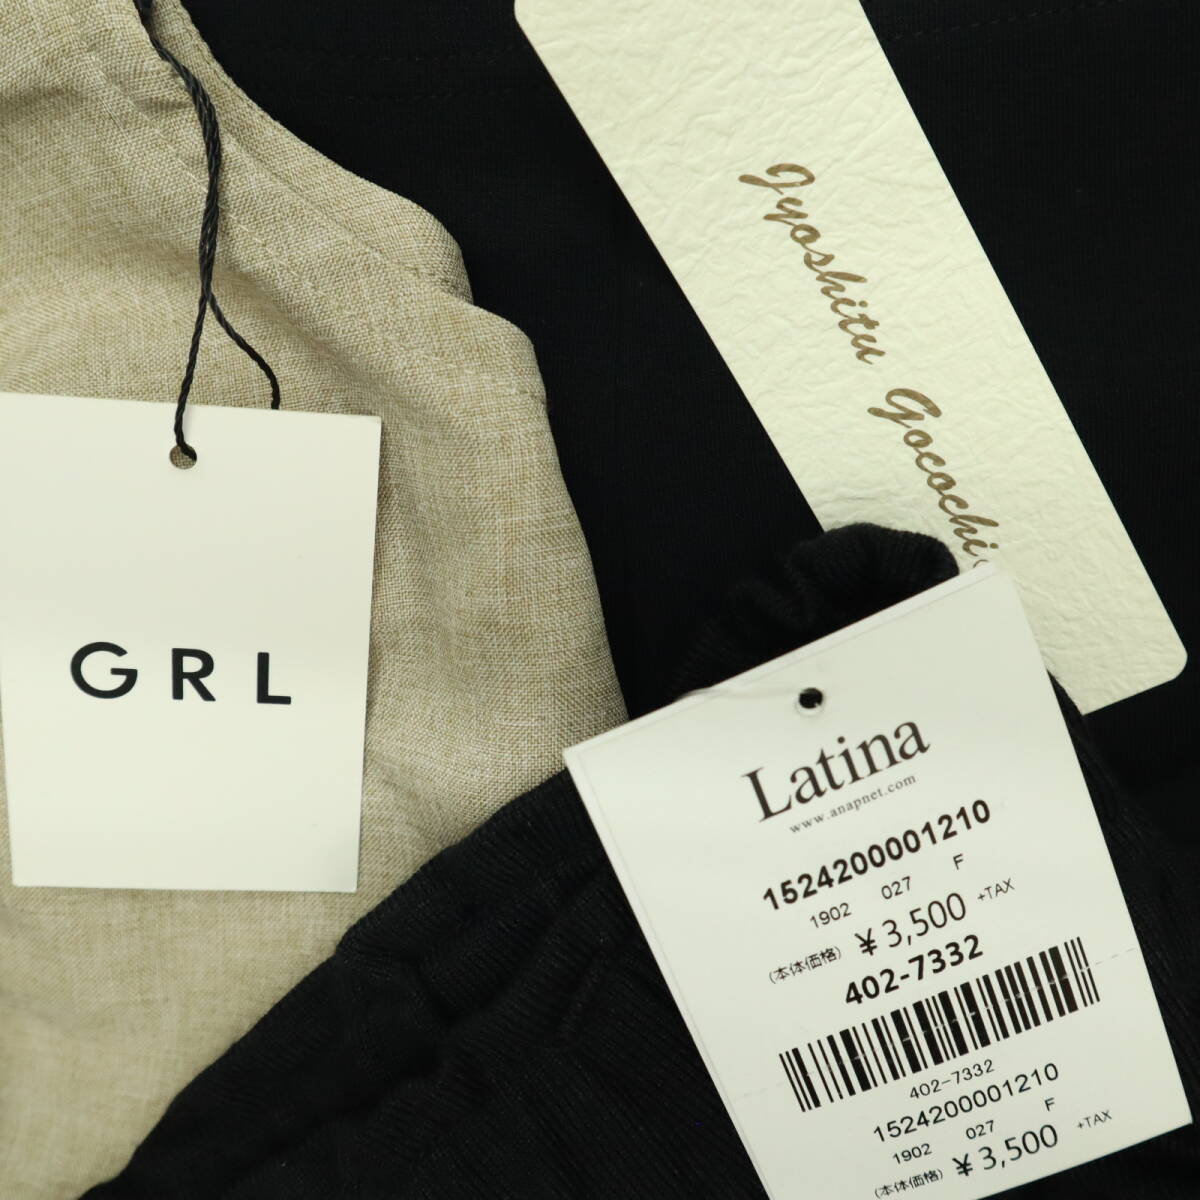 Jyoshitu Gocochi
GRL
Latina
www.anapnet.com
1524200001210
1902 027 F
(本体価格) ¥3,500 +TAX
402-7332
402-7332
1524200001210
1902 027 F
(本体価格) ¥3,500 +TAX